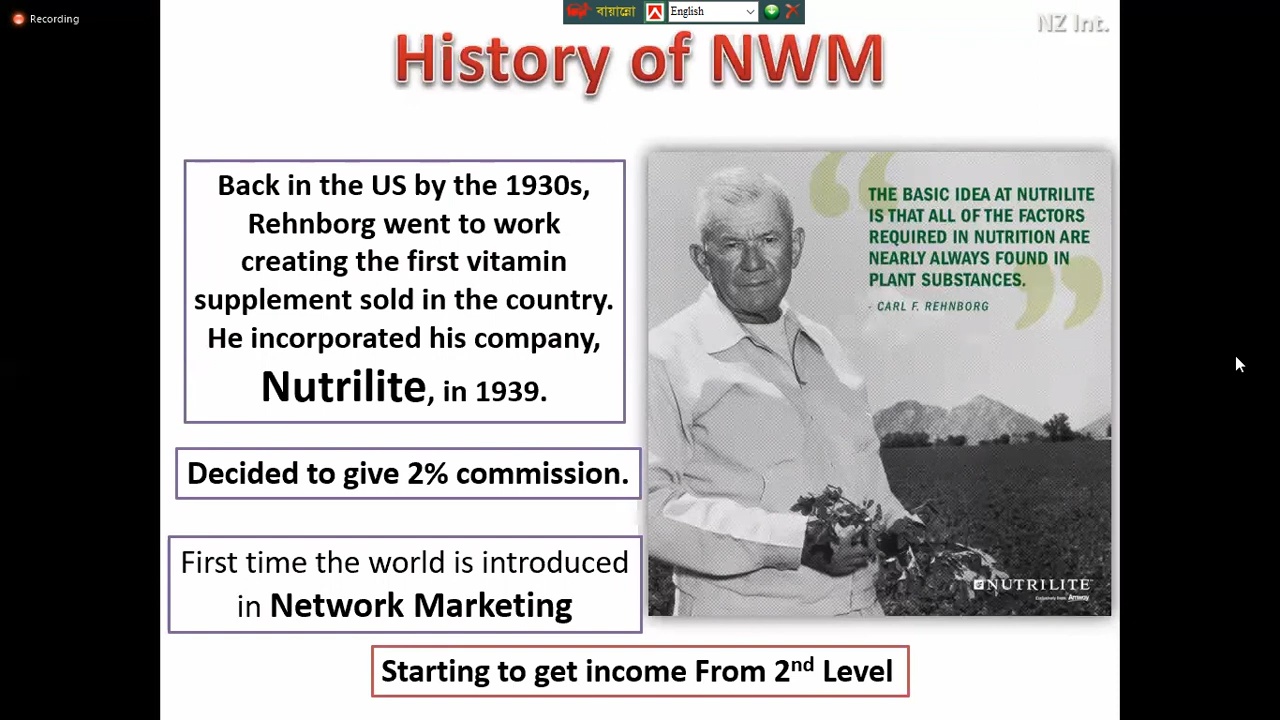 Recording
বায়ান্নো
English
NZ Int.
History of NWM
Back in the US by the 1930s,
Rehnborg went to work
creating the first vitamin
supplement sold in the country.
He incorporated his company,
Nutrilite, in 1939.
Decided to give 2% commission.
First time the world is introduced
in Network Marketing
Starting to get income From 2nd Level
THE BASIC IDEA AT NUTRILITE
IS THAT ALL OF THE FACTORS
REQUIRED IN NUTRITION ARE
NEARLY ALWAYS FOUND IN
PLANT SUBSTANCES.
- CARL F. REHNBORG
NUTRILITE
Exclusively from Amway